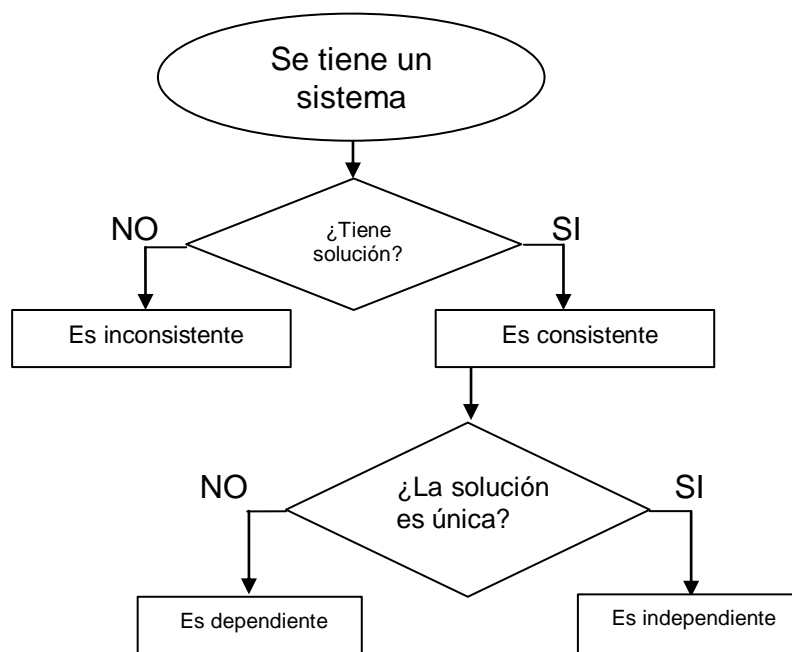 Se tiene un
sistema
NO
¿Tiene
solución?
SI
Es inconsistente
Es consistente
NO
¿La solución
es única?
SI
Es dependiente
Es independiente